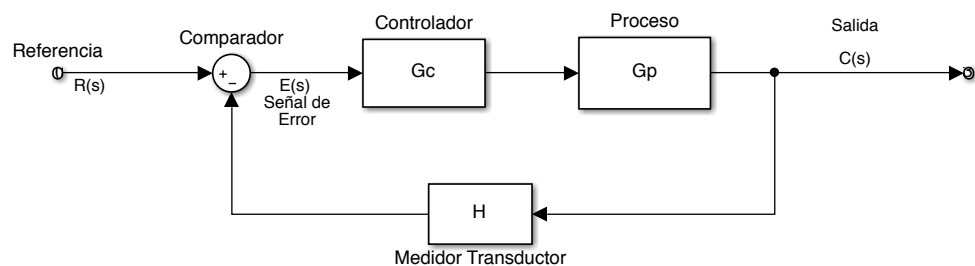 Referencia
R(s)
Comparador
+
−
E(s)
Señal de
Error
Controlador
Gc
Proceso
Gp
Salida
C(s)
H
Medidor Transductor